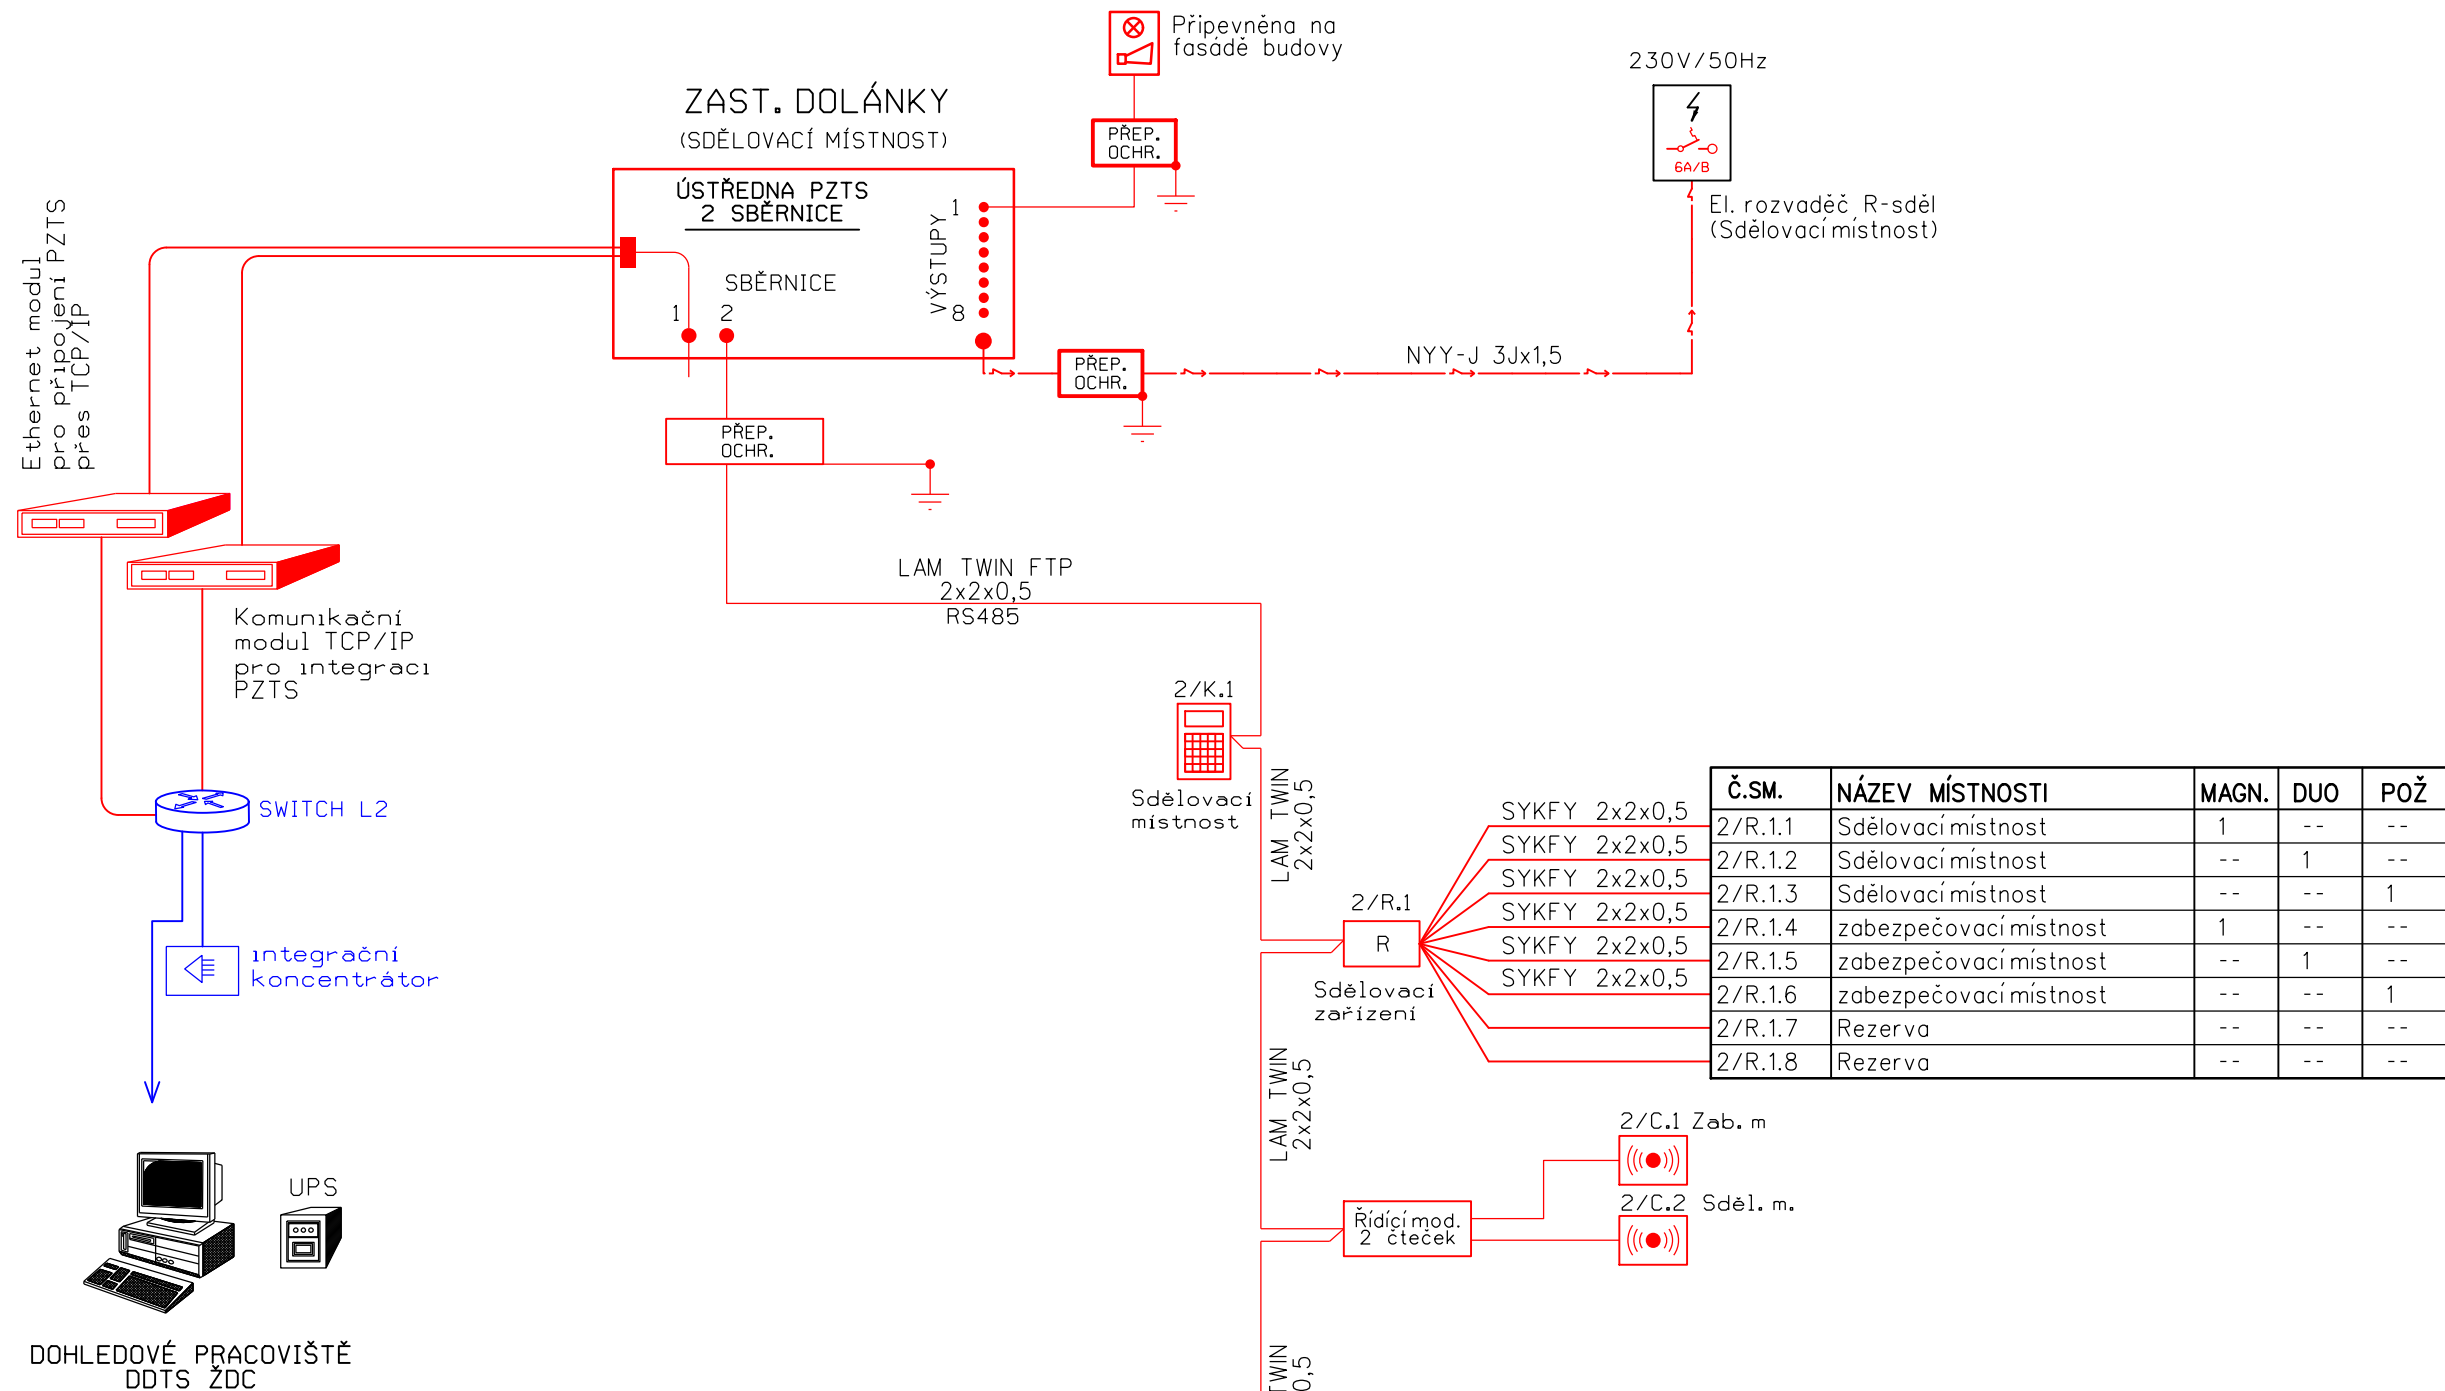 Připevněna na
fasádě budovy
230V/50Hz
ZAST. DOLÁNKY
(SDĚLOVACÍ MÍSTNOST)
PŘEP.
OCHR.
6A/B
El. rozvaděč R-sděl
(Sdělovací místnost)
ÚSTŘEDNA PZTS
2 SBĚRNICE
VÝSTUPY
1
8
SBĚRNICE
1
2
Ethernet modul
pro připojení PZTS
přes TCP/IP
NYY-J 3Jx1,5
PŘEP.
OCHR.
PŘEP.
OCHR.
LAM TWIN FTP
2x2x0,5
RS485
Komunikační
modul TCP/IP
pro integraci
PZTS
2/K.1
Sdělovací
místnost
LAM TWIN
2x2x0,5
SWITCH L2
integrační
koncentrátor
2/R.1
R
Sdělovací
zařízení
SYKFY 2x2x0,5
SYKFY 2x2x0,5
SYKFY 2x2x0,5
SYKFY 2x2x0,5
SYKFY 2x2x0,5
SYKFY 2x2x0,5
Č.SM. NÁZEV MÍSTNOSTI MAGN. DUO POŽ
2/R.1.1 Sdělovací místnost 1 -- --
2/R.1.2 Sdělovací místnost -- 1 --
2/R.1.3 Sdělovací místnost -- -- 1
2/R.1.4 zabezpečovací místnost 1 -- --
2/R.1.5 zabezpečovací místnost -- 1 --
2/R.1.6 zabezpečovací místnost -- -- 1
2/R.1.7 Rezerva -- -- --
2/R.1.8 Rezerva -- -- --
LAM TWIN
2x2x0,5
2/C.1 Zab. m
2/C.2 Sděl. m.
Řídící mod.
2 čteček
UPS
DOHLEDOVÉ PRACOVIŠTĚ
DDTS ŽDC
TWIN
0,5